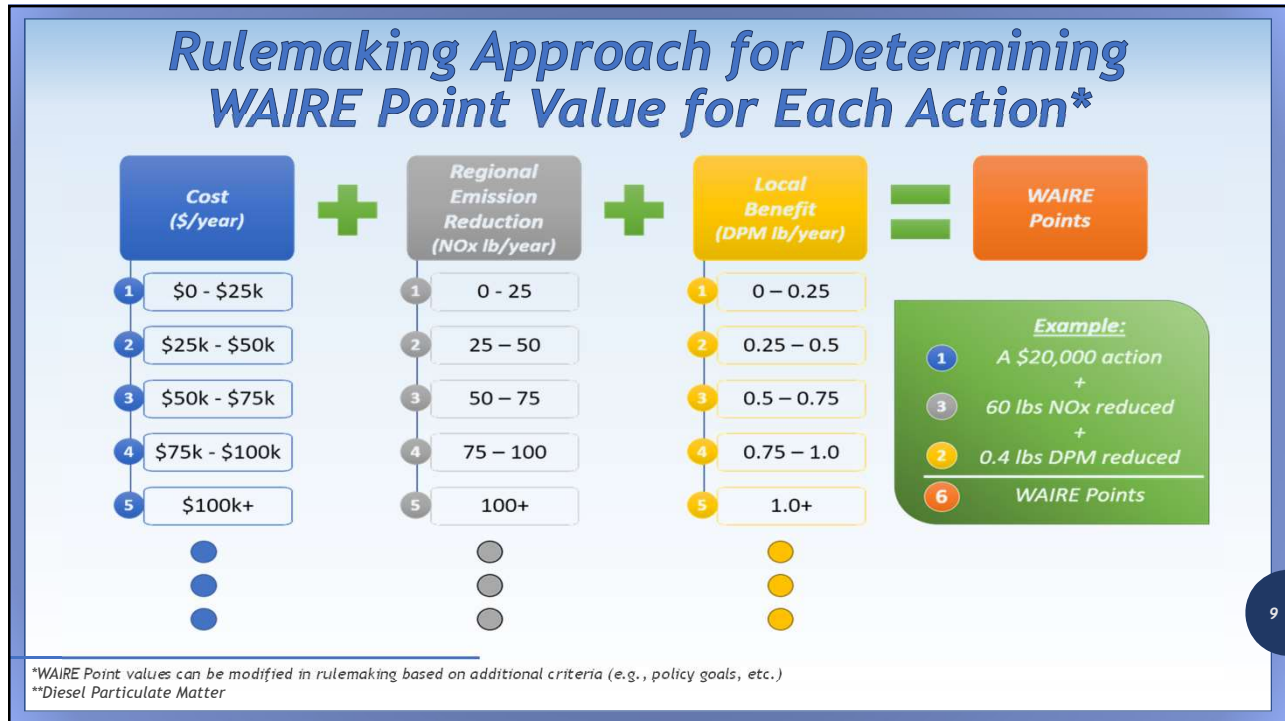 Rulemaking Approach for Determining
WAIRE Point Value for Each Action*
Cost
($/year)
Regional
Emission
Reduction
(NOx lb/year)
Local
Benefit
(DPM lb/year)
WAIRE
Points
1 $0 - $25k
2 $25k - $50k
3 $50k - $75k
4 $75k - $100k
5 $100k+
1 0 - 25
2 25 – 50
3 50 – 75
4 75 – 100
5 100+
1 0 – 0.25
2 0.25 – 0.5
3 0.5 – 0.75
4 0.75 – 1.0
5 1.0+
Example:
1 A $20,000 action
+
3 60 lbs NOx reduced
+
2 0.4 lbs DPM reduced
6 WAIRE Points
9
*WAIRE Point values can be modified in rulemaking based on additional criteria (e.g., policy goals, etc.)
**Diesel Particulate Matter